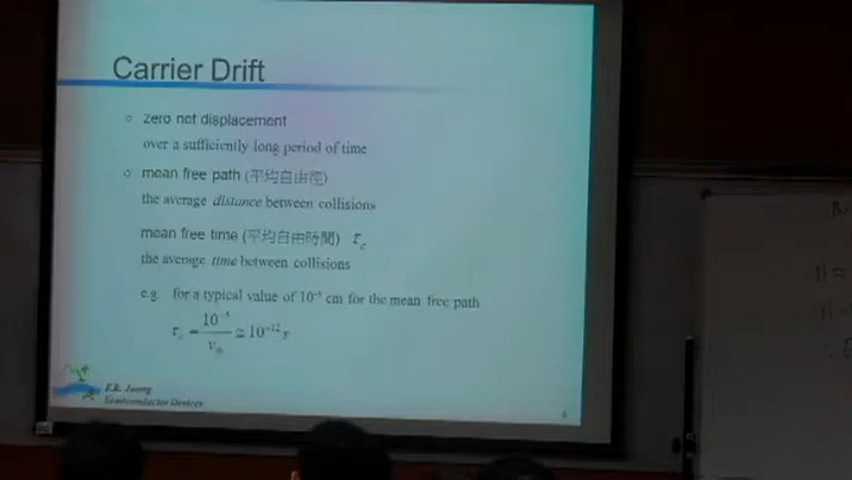 Carrier Drift
zero net displacement
over a sufficiently long period of time
mean free path (平均自由徑)
the average distance between collisions
mean free time (平均自由時間) τc
the average time between collisions
e.g. for a typical value of 10⁻⁵ cm for the mean free path
τc = 10⁻⁵ / vth ≅ 10⁻¹² s
F.R. Juang
Semiconductor Devices